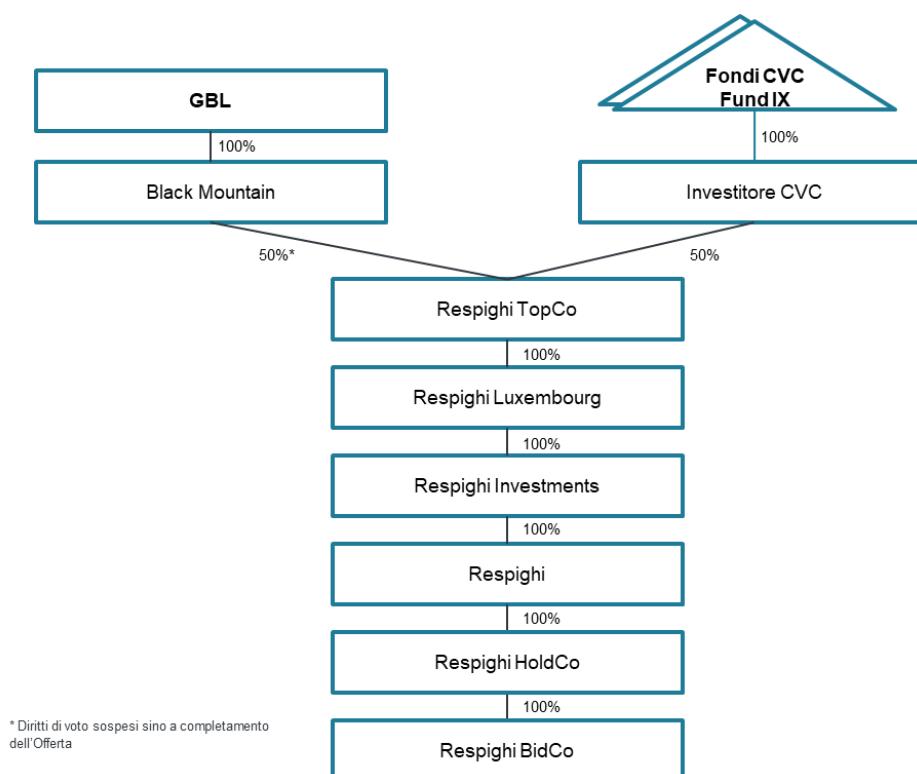 GBL
Fondi CVC
Fund IX
100%
100%
Black Mountain
Investitore CVC
50%*
50%
Respighi TopCo
100%
Respighi Luxembourg
100%
Respighi Investments
100%
Respighi
100%
Respighi HoldCo
100%
Respighi BidCo
* Diritti di voto sospesi sino a completamento
dell'Offerta